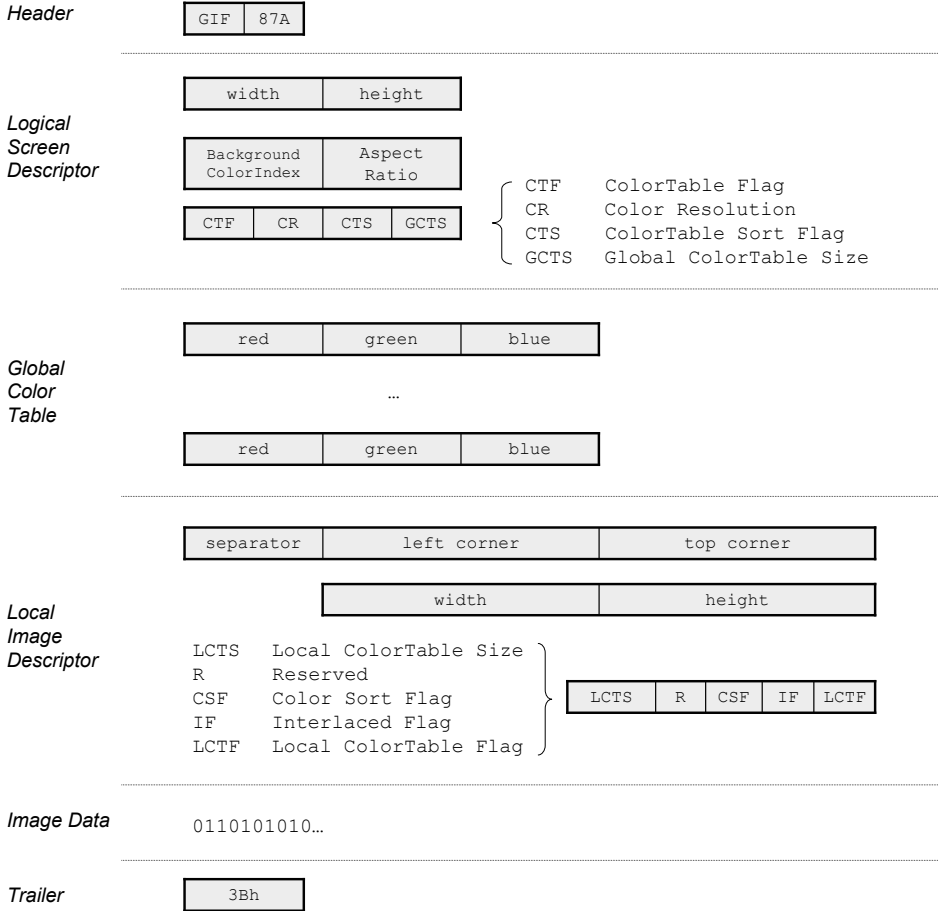 Header
GIF 87A
Logical
Screen
Descriptor
width height
Background
ColorIndex
Aspect
Ratio
CTF CR CTS GCTS
CTF ColorTable Flag
CR Color Resolution
CTS ColorTable Sort Flag
GCTS Global ColorTable Size
Global
Color
Table
red green blue
…
red green blue
Local
Image
Descriptor
separator left corner top corner
width height
LCTS Local ColorTable Size
R Reserved
CSF Color Sort Flag
IF Interlaced Flag
LCTF Local ColorTable Flag
LCTS R CSF IF LCTF
Image Data
0110101010…
Trailer
3Bh